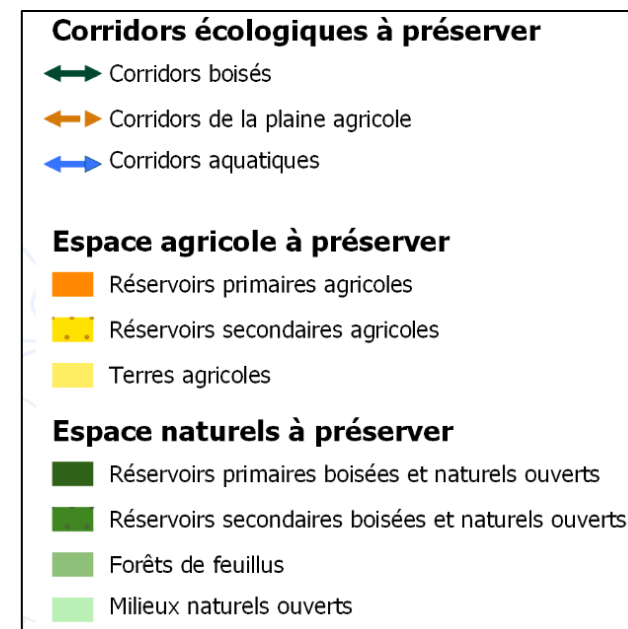 Corridors écologiques à préserver
Corridors boisés
Corridors de la plaine agricole
Corridors aquatiques
Espace agricole à préserver
Réservoirs primaires agricoles
Réservoirs secondaires agricoles
Terres agricoles
Espace naturels à préserver
Réservoirs primaires boisées et naturels ouverts
Réservoirs secondaires boisées et naturels ouverts
Forêts de feuillus
Milieux naturels ouverts